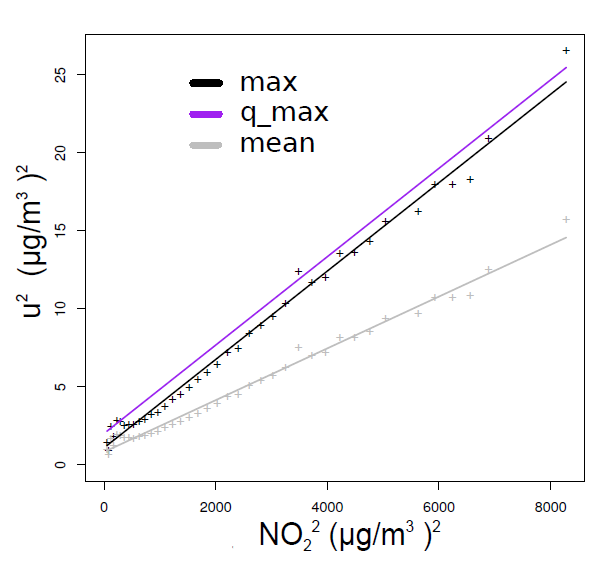 max
q_max
mean
25
20
15
10
5
0
u² (µg/m³ )²
0 2000 4000 6000 8000
NO₂² (µg/m³ )²